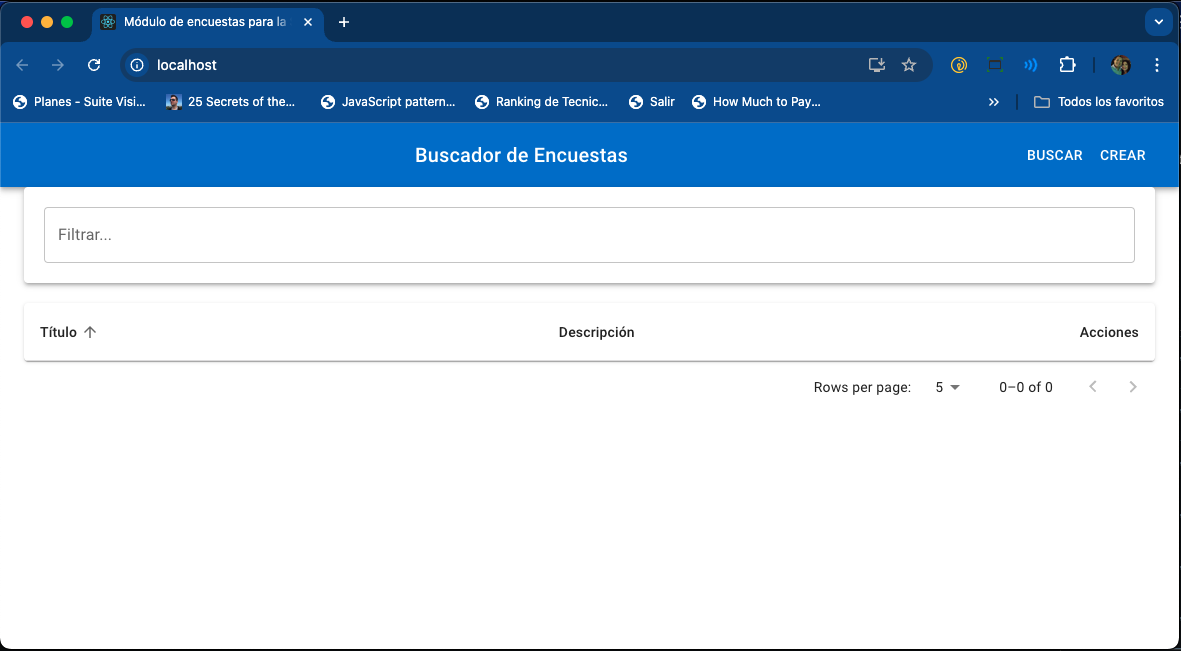 Módulo de encuestas para la
localhost
Planes - Suite Visi... 25 Secrets of the... JavaScript pattern... Ranking de Tecnic... Salir How Much to Pay... Todos los favoritos
Buscador de Encuestas BUSCAR CREAR
Filtrar...
Título Descripción Acciones
Rows per page: 5 0–0 of 0